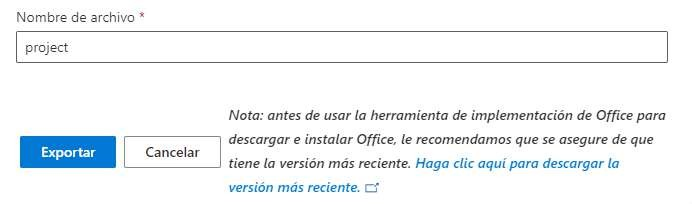 Nombre de archivo *
project
Nota: antes de usar la herramienta de implementación de Office para
descargar e instalar Office, le recomendamos que se asegure de que
tiene la versión más reciente. Haga clic aquí para descargar la
versión más reciente.
Exportar
Cancelar